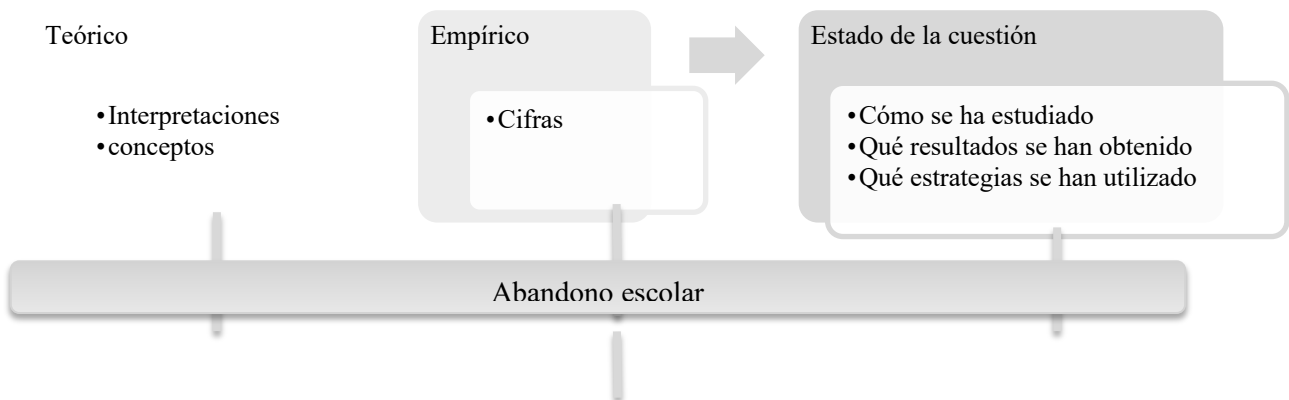 Teórico
•Interpretaciones
•conceptos
Empírico
•Cifras
Estado de la cuestión
•Cómo se ha estudiado
•Qué resultados se han obtenido
•Qué estrategias se han utilizado
Abandono escolar